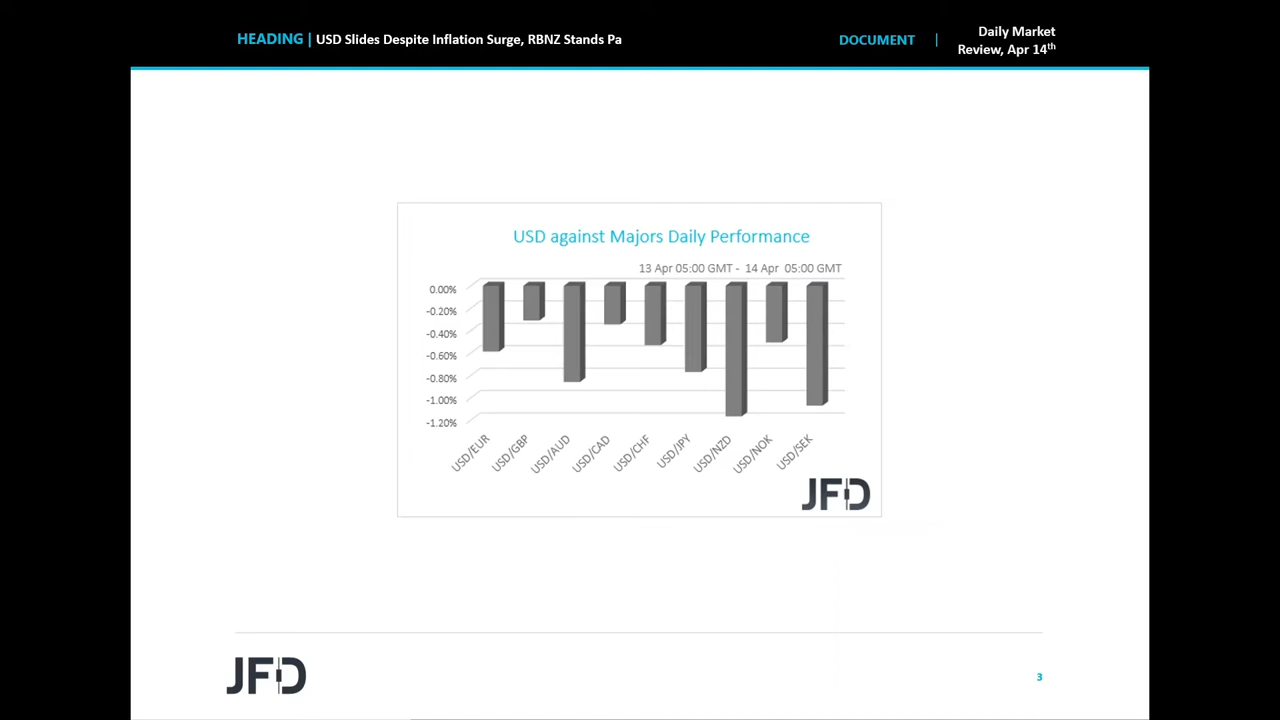 HEADING | USD Slides Despite Inflation Surge, RBNZ Stands Pa
DOCUMENT |
Daily Market
Review, Apr 14th
USD against Majors Daily Performance
13 Apr 05:00 GMT - 14 Apr 05:00 GMT
0.00%
-0.20%
-0.40%
-0.60%
-0.80%
-1.00%
-1.20%
USD/EUR
USD/GBP
USD/AUD
USD/CAD
USD/CHF
USD/JPY
USD/NZD
USD/NOK
USD/SEK
JFD
JFD
3